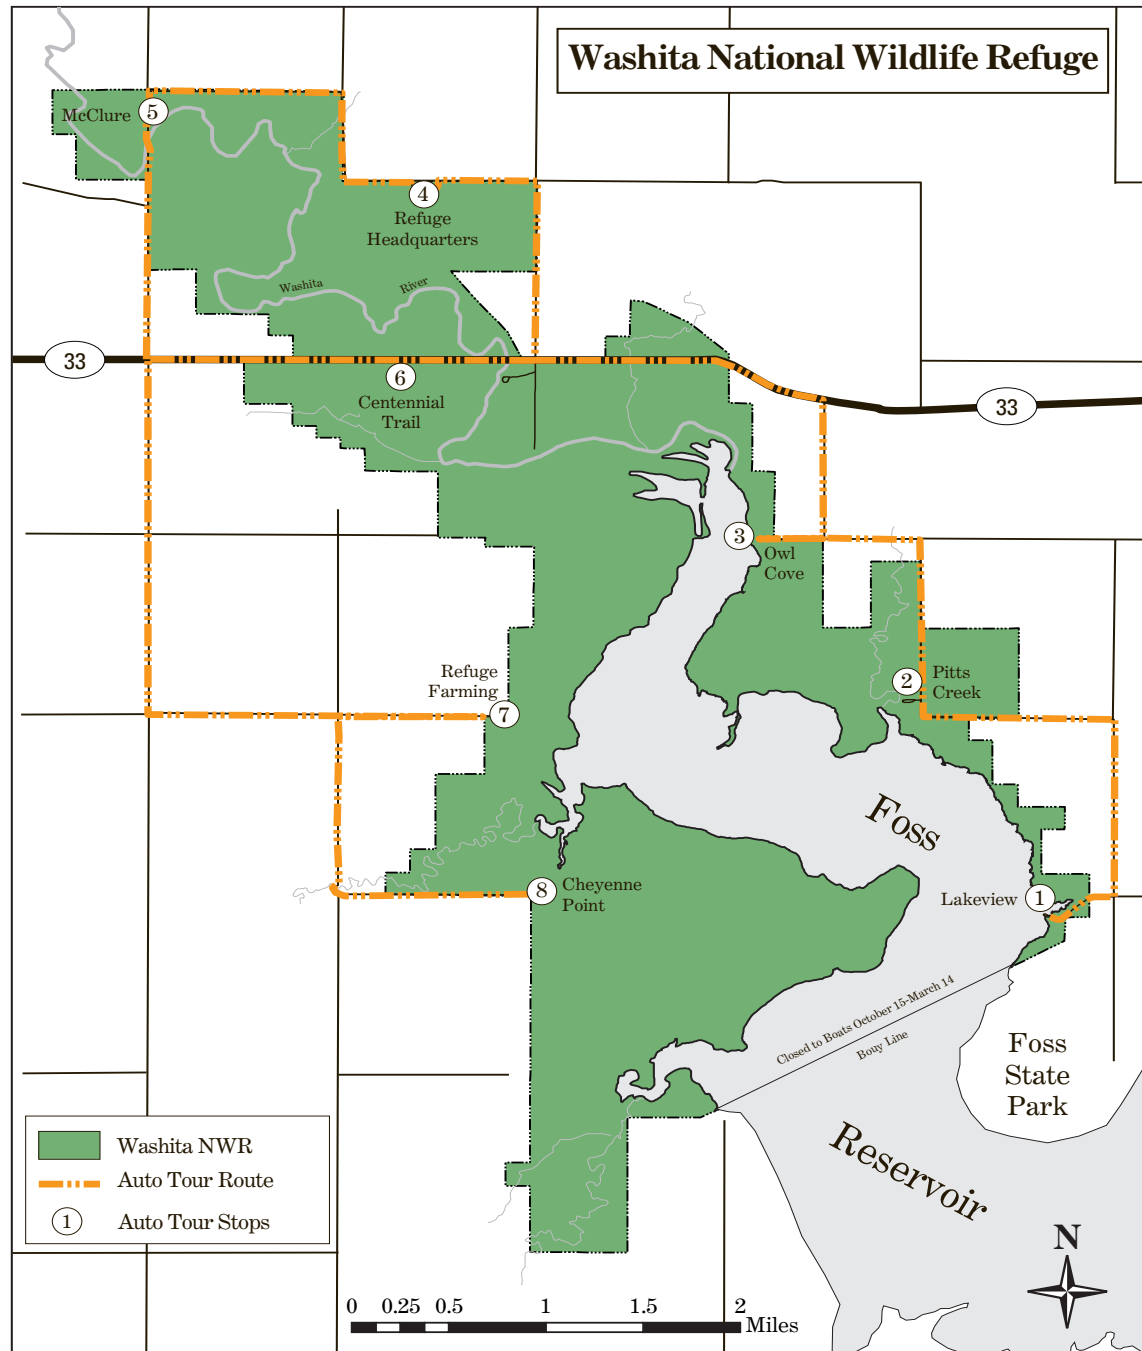 Washita National Wildlife Refuge
McClure
5
4
Refuge
Headquarters
Washita
River
33
6
Centennial
Trail
33
3
Owl
Cove
Refuge
Farming
7
2
Pitts
Creek
Foss
8
Cheyenne
Point
Lakeview
1
Closed to Boats October 15-March 14
Bouy Line
Foss
State
Park
Reservoir
Washita NWR
Auto Tour Route
1
Auto Tour Stops
N
0 0.25 0.5 1 1.5 2
Miles